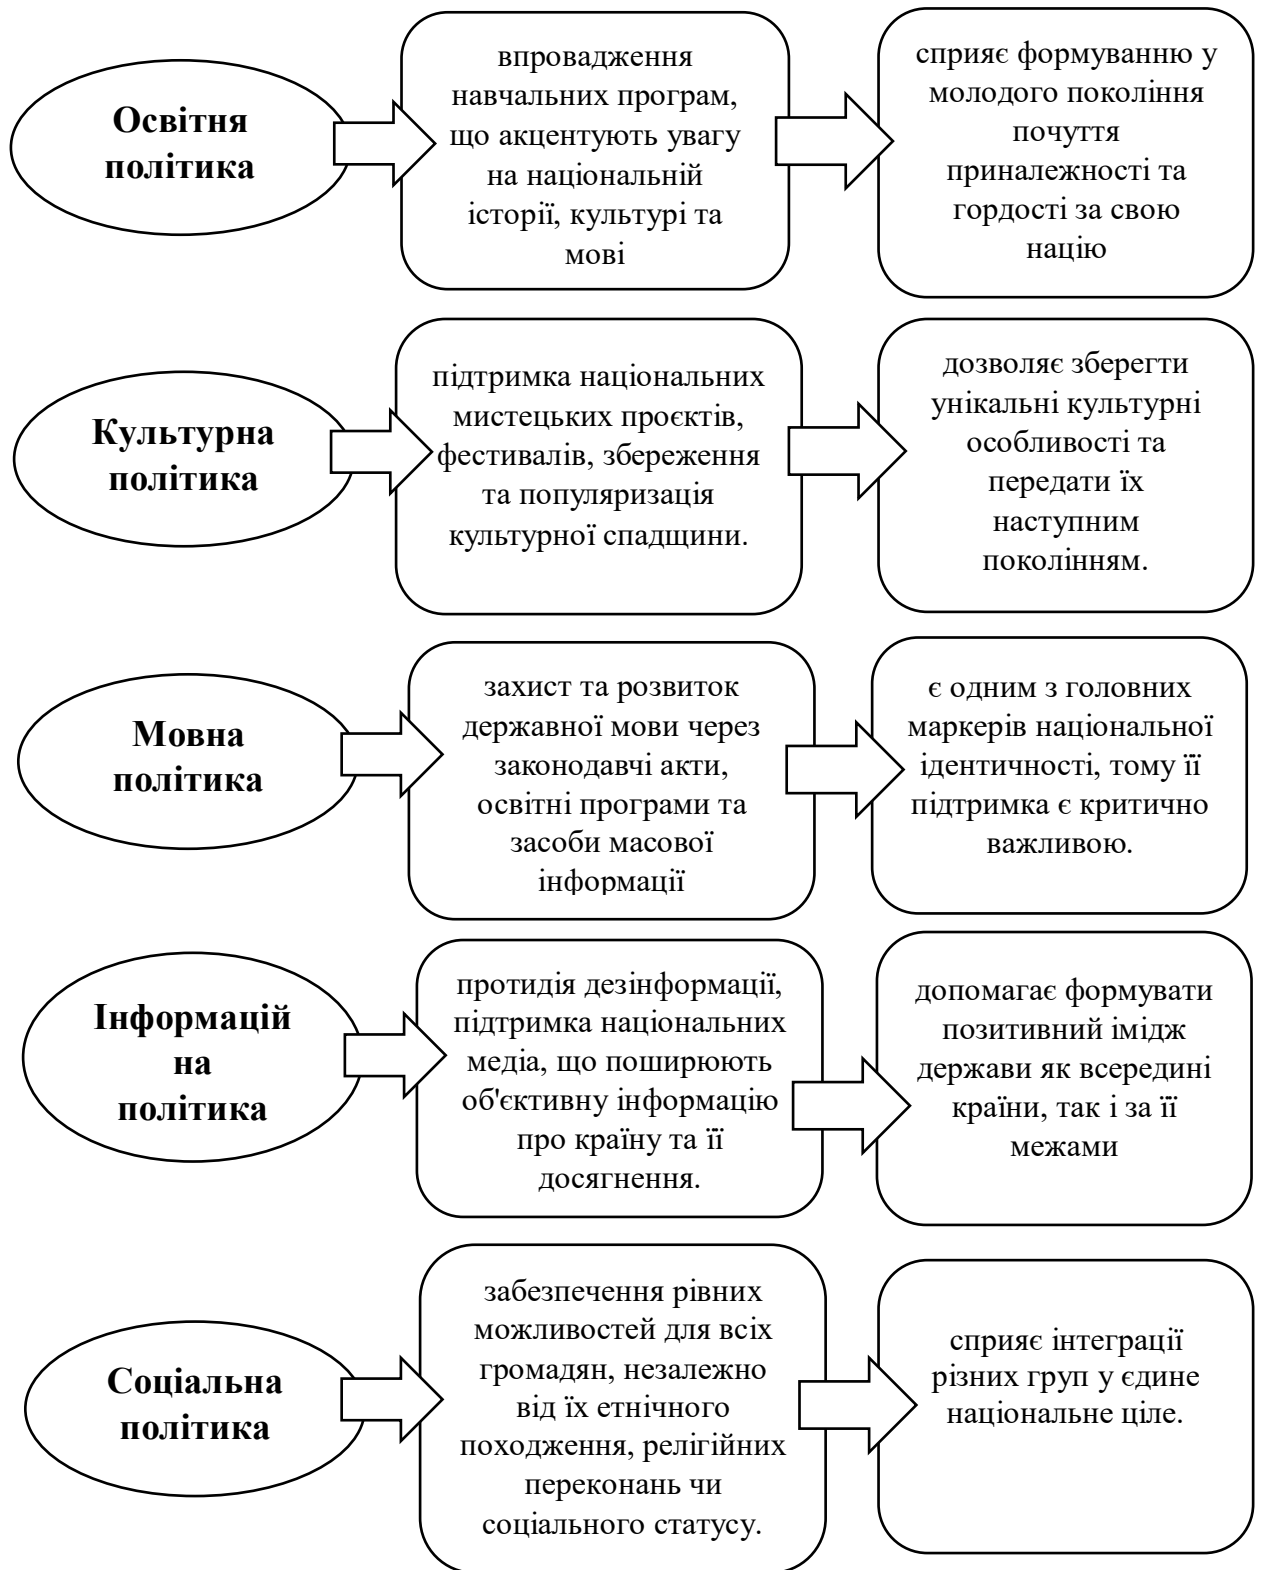 Освітня
політика
впровадження
навчальних програм,
що акцентують увагу
на національній
історії, культурі та
мові
сприяє формуванню у
молодого покоління
почуття
приналежності та
гордості за свою
націю
Культурна
політика
підтримка національних
мистецьких проєктів,
фестивалів, збереження
та популяризація
культурної спадщини.
дозволяє зберегти
унікальні культурні
особливості та
передати їх
наступним
поколінням.
Мовна
політика
захист та розвиток
державної мови через
законодавчі акти,
освітні програми та
засоби масової
інформації
є одним з головних
маркерів національної
ідентичності, тому її
підтримка є критично
важливою.
Інформацій
на
політика
протидія дезінформації,
підтримка національних
медіа, що поширюють
об'єктивну інформацію
про країну та її
досягнення.
допомагає формувати
позитивний імідж
держави як всередині
країни, так і за її
межами
Соціальна
політика
забезпечення рівних
можливостей для всіх
громадян, незалежно
від їх етнічного
походження, релігійних
переконань чи
соціального статусу.
сприяє інтеграції
різних груп у єдине
національне ціле.